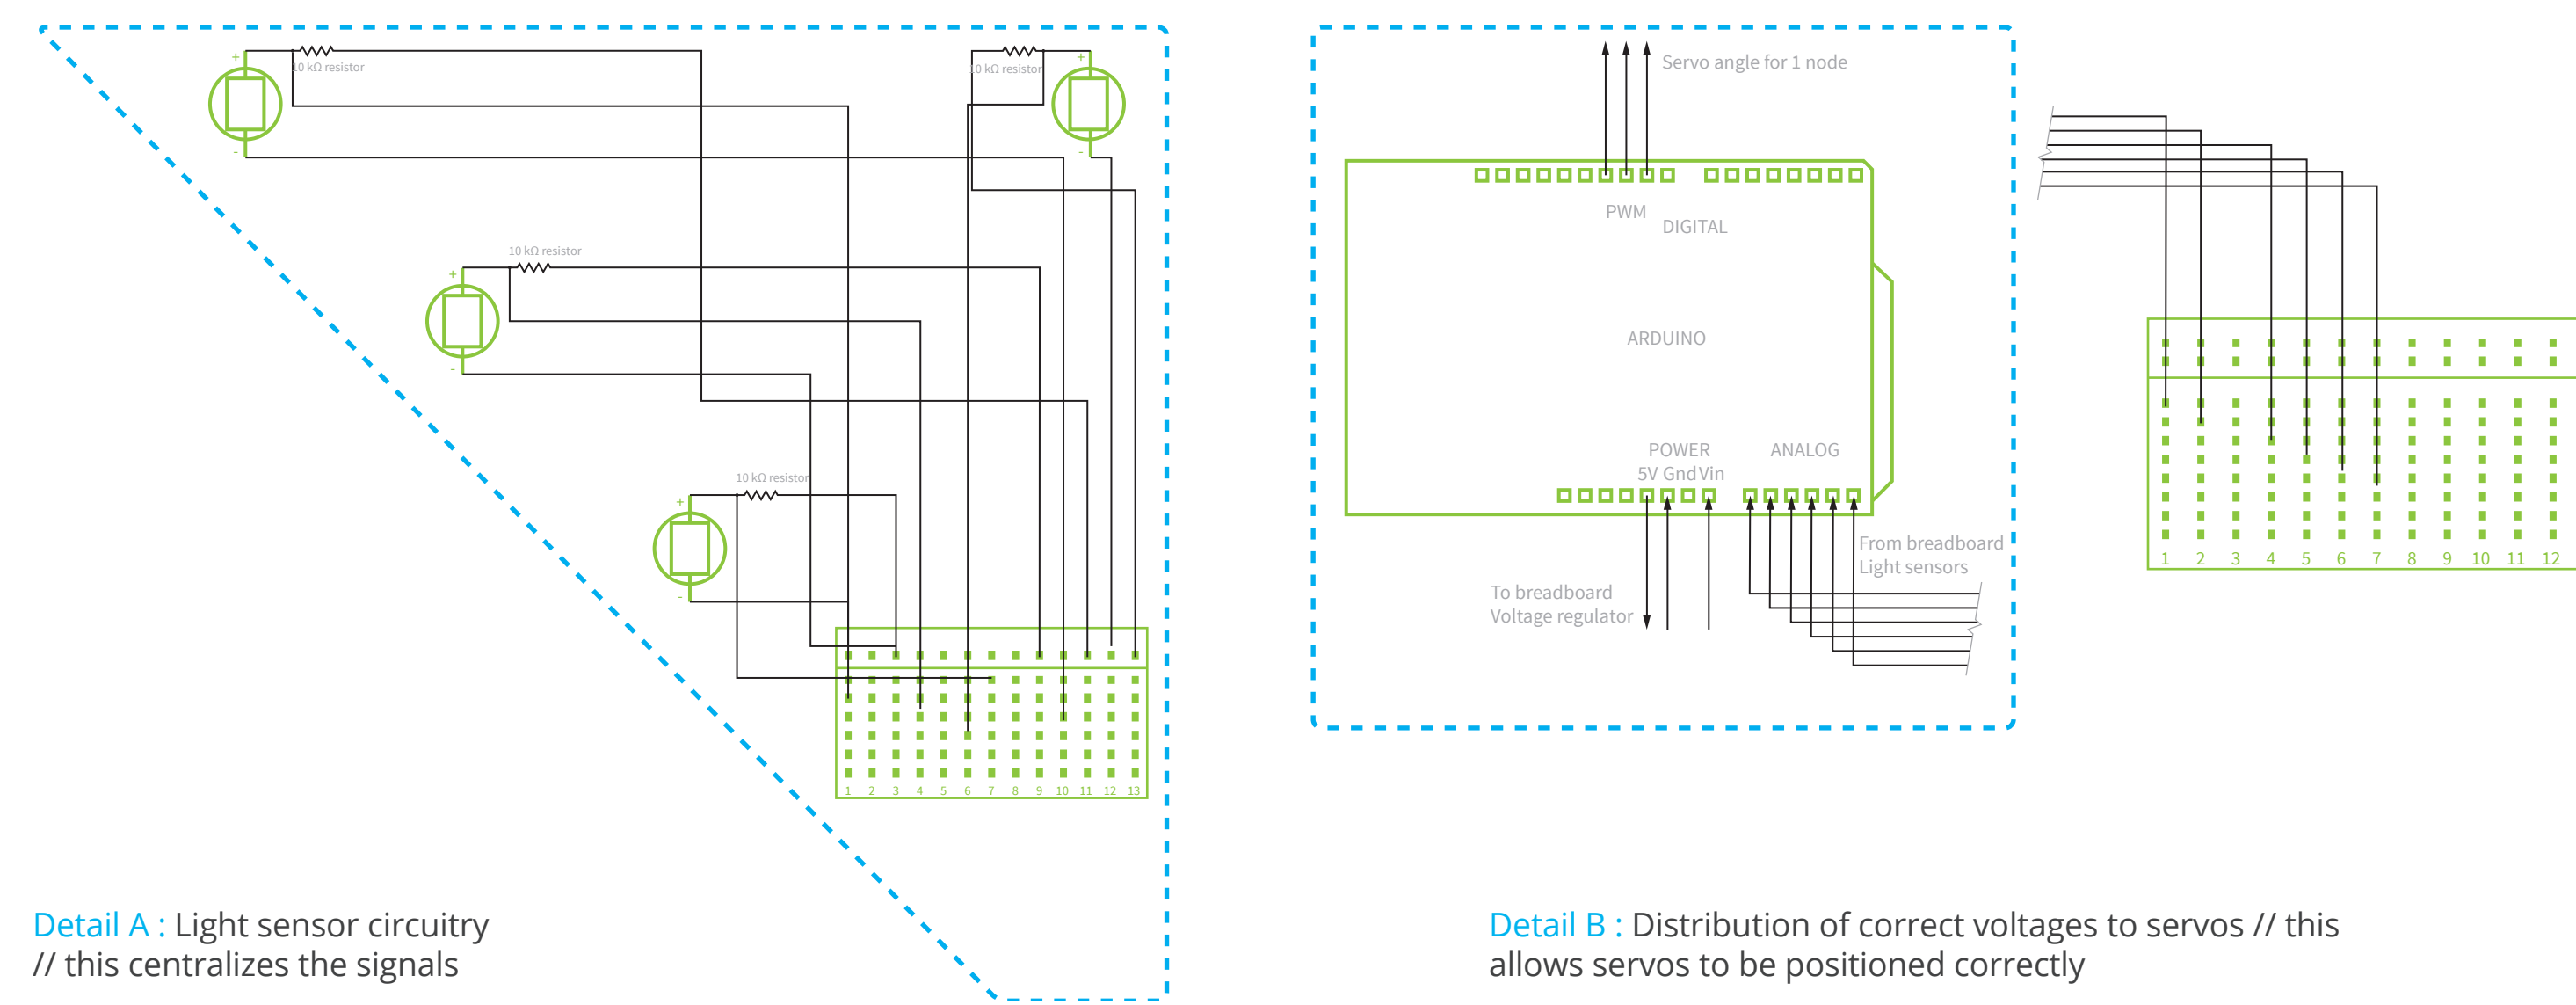 +
10 kΩ resistor
-
10 kΩ resistor
+
-
10 kΩ resistor
+
-
10 kΩ resistor
+
-
1 2 3 4 5 6 7 8 9 10 11 12 13
Detail A : Light sensor circuitry
// this centralizes the signals
Servo angle for 1 node
PWM
DIGITAL
ARDUINO
POWER
ANALOG
5V Gnd Vin
From breadboard
Light sensors
To breadboard
Voltage regulator
1 2 3 4 5 6 7 8 9 10 11 12
Detail B : Distribution of correct voltages to servos // this
allows servos to be positioned correctly